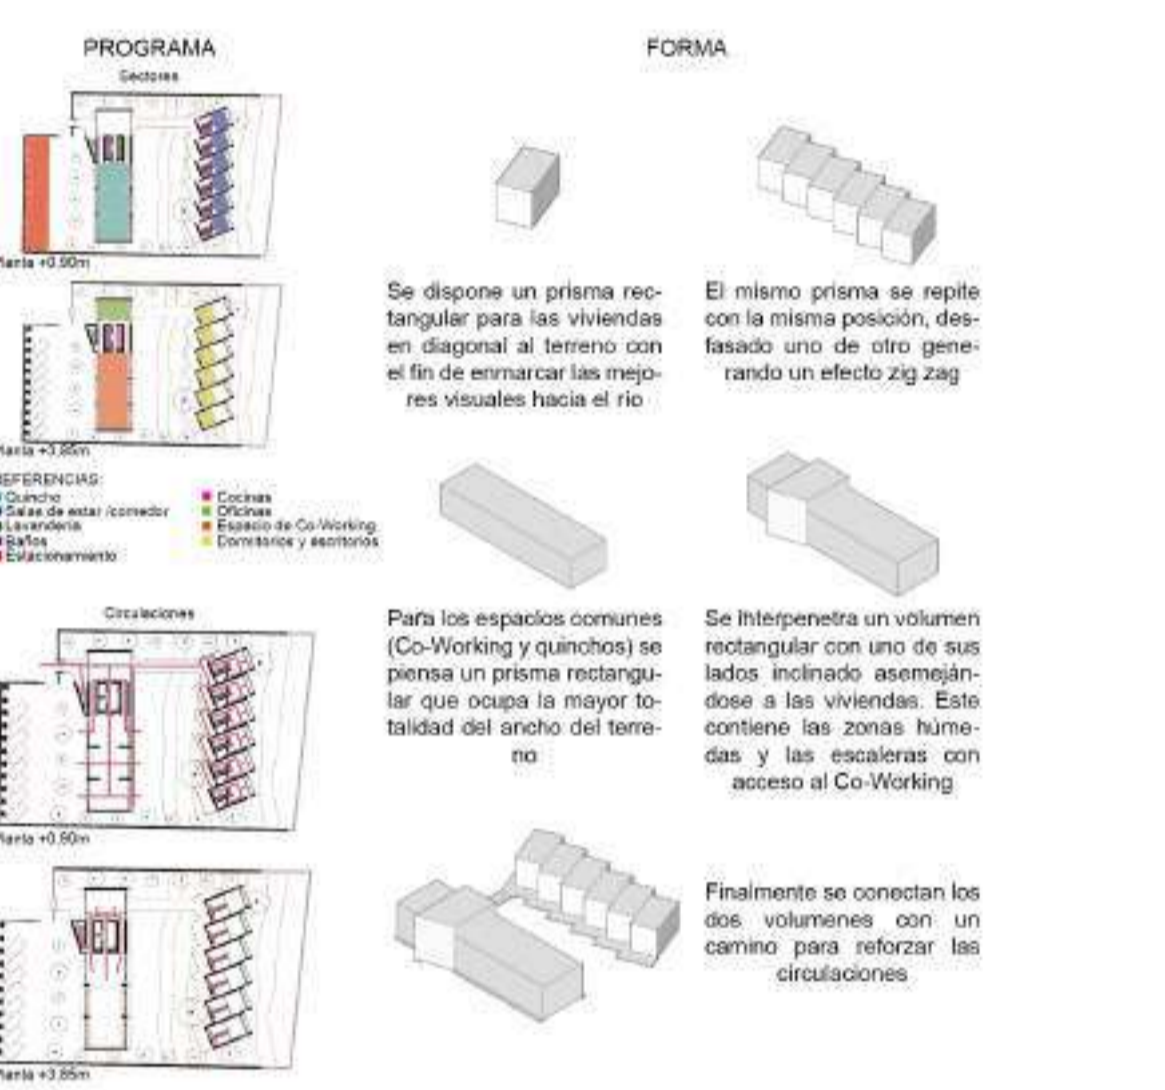 PROGRAMA
Sectores
Planta +0,90m
Planta +3,85m
REFERENCIAS:
Quincho
Salas de estar /comedor
Lavanderia
Baños
Estacionamiento
Cocinas
Oficinas
Espacio de Co-Working
Dormitorios y escritorios
Circulaciones
Planta +0,90m
Planta +3,85m
FORMA
Se dispone un prisma rec-
tangular para las viviendas
en diagonal al terreno con
el fin de enmarcar las mejo-
res visuales hacia el rio
El mismo prisma se repite
con la misma posición, des-
fasado uno de otro gene-
rando un efecto zig zag
Para los espacios comunes
(Co-Working y quinchos) se
piensa un prisma rectangu-
lar que ocupa la mayor to-
talidad del ancho del terre-
no
Se interpenetra un volumen
rectangular con uno de sus
lados inclinado asemeján-
dose a las viviendas. Este
contiene las zonas húme-
das y las escaleras con
acceso al Co-Working
Finalmente se conectan los
dos volumenes con un
camino para reforzar las
circulaciones